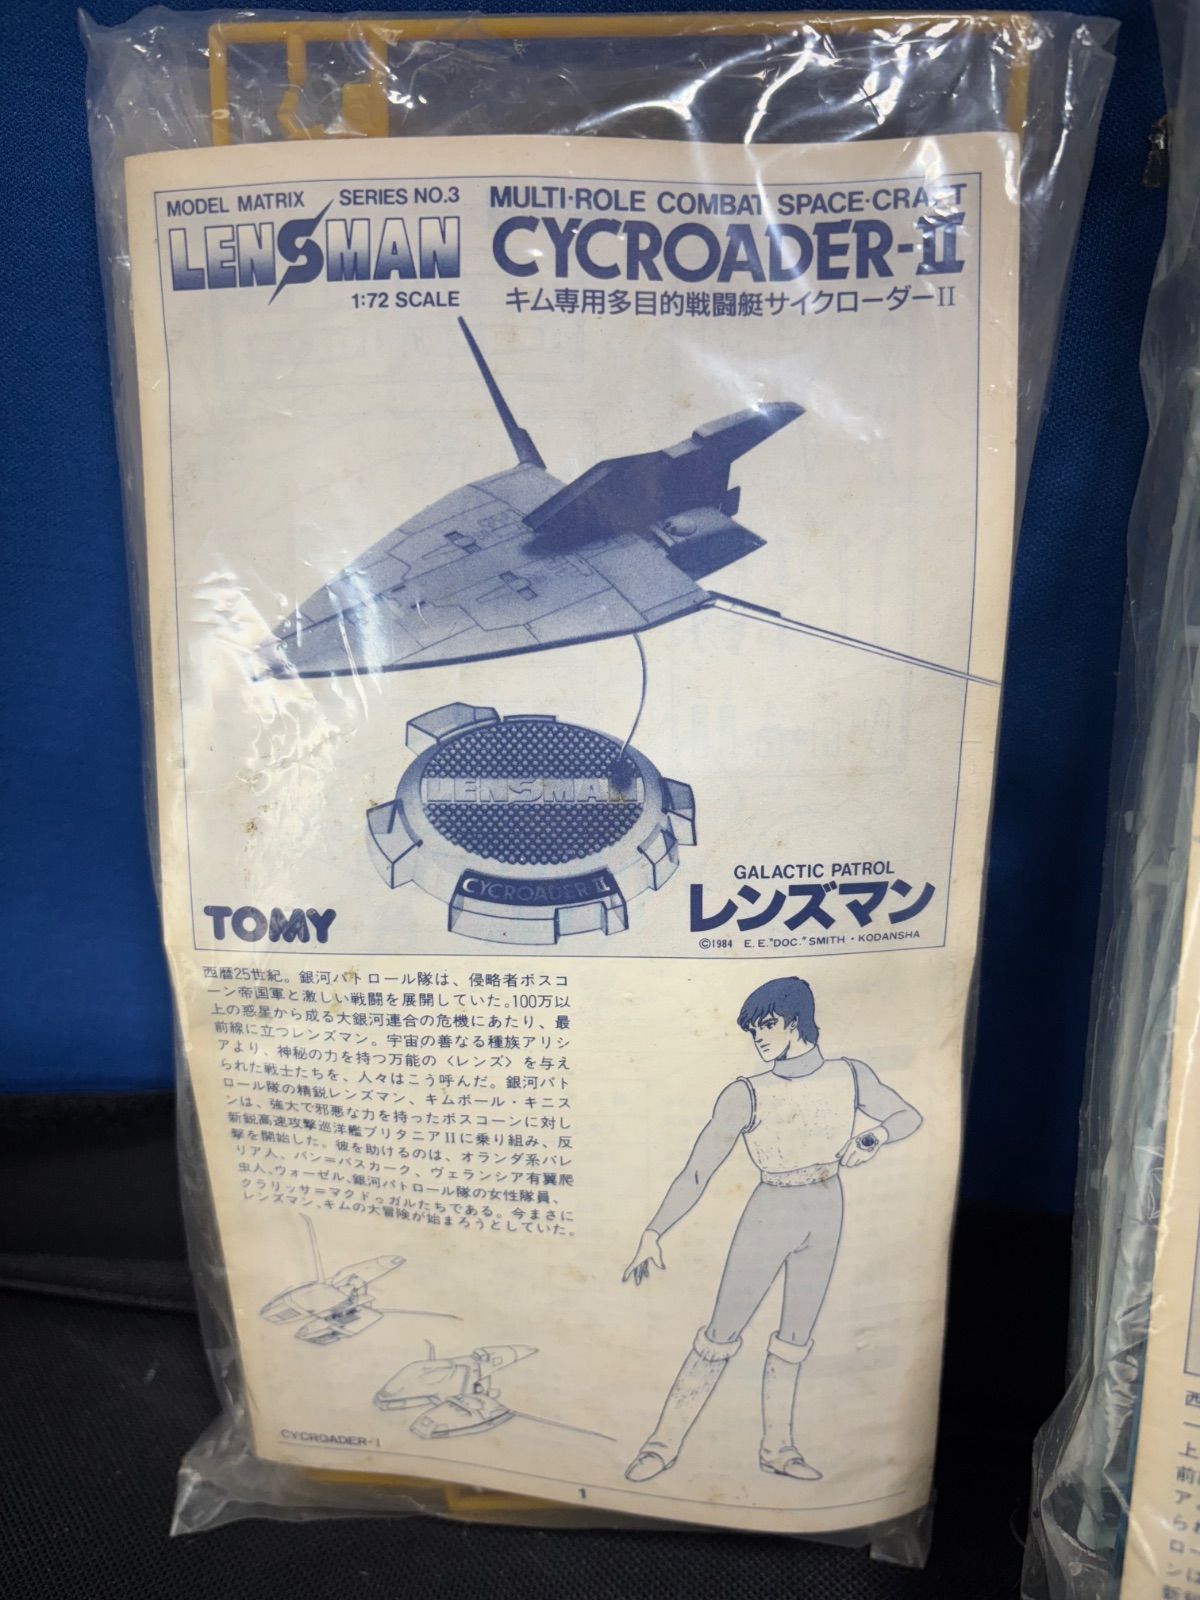 MODEL MATRIX SERIES NO.3
LENSMAN
1:72 SCALE
MULTI·ROLE COMBAT SPACE·CRAFT
CYCROADER-II
キム専用多目的戦闘艇サイクローダーII
LENSMAN
CYCROADER-II
TOMY
GALACTIC PATROL
レンズマン
©1984 E.E."DOC." SMITH・KODANSHA
西暦25世紀。銀河パトロール隊は、侵略者ボスコ
ーン帝国軍と激しい戦闘を展開していた。100万以
上の惑星から成る大銀河連合の危機にあたり、最
前線に立つレンズマン。宇宙の善なる種族アリシ
アより、神秘の力を持つ万能の〈レンズ〉を与え
られた戦士たちを、人々はこう呼んだ。銀河パト
ロール隊の精鋭レンズマン、キムボール・キニス
ンは、強大で邪悪な力を持ったボスコーンに対し
新鋭高速攻撃巡洋艦ブリタニアIIに乗り組み、反
撃を開始した。彼を助けるのは、オランダ系バレ
リア人、バン=バスカーク、ヴェランシア有翼爬
虫人、ウォーゼル、銀河パトロール隊の女性隊員、
クラリッサ=マクドゥガルたちである。今まさに
レンズマン、キムの大冒険が始まろうとしていた。
CYCROADER-1
1
西
ー
上
前
ア
ら
ロ
ン
新